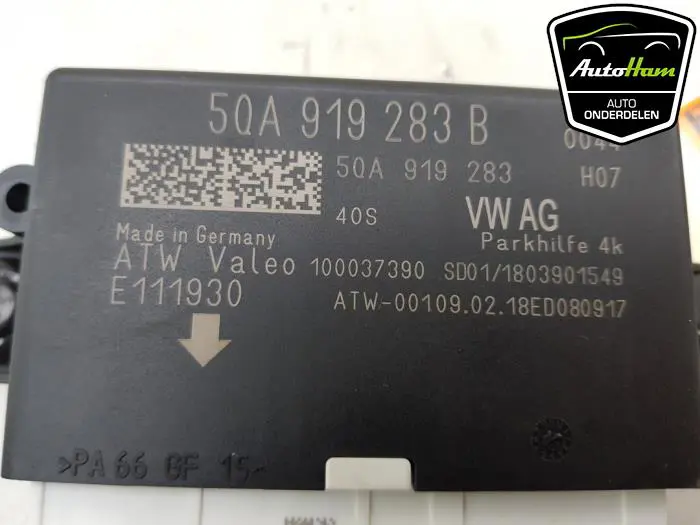 AutoHam
AUTO
ONDERDELEN
5QA 919 283 B
0044
5QA 919 283
H07
40S
VW AG
Made in Germany
Parkhilfe 4k
ATW Valeo 100037390 SD01/1803901549
E111930
ATW-00109.02.18ED080917
>PA 66 GF 15-